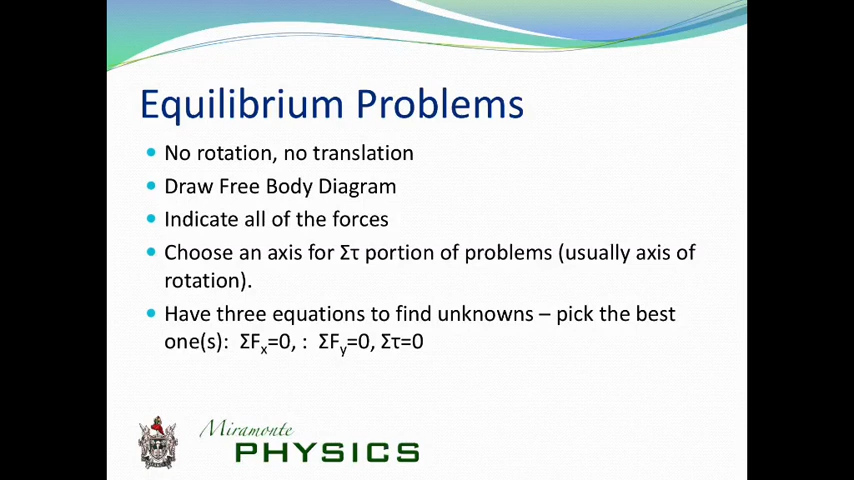 Equilibrium Problems
• No rotation, no translation
• Draw Free Body Diagram
• Indicate all of the forces
• Choose an axis for Στ portion of problems (usually axis of
rotation).
• Have three equations to find unknowns – pick the best
one(s): ΣFx=0, : ΣFy=0, Στ=0
Miramonte
PHYSICS